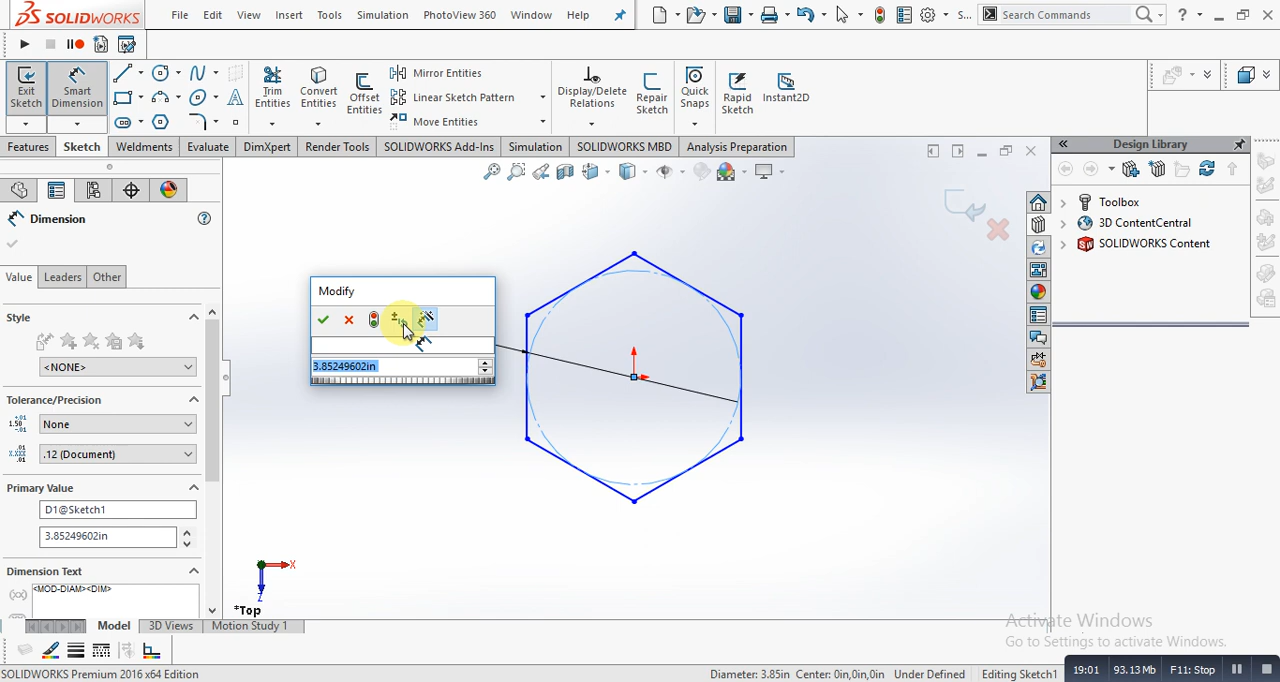 SOLIDWORKS
File Edit View Insert Tools Simulation PhotoView 360 Window Help
S...
Search Commands
?
Exit Sketch
Smart Dimension
Trim Entities
Convert Entities
Offset Entities
Mirror Entities
Linear Sketch Pattern
Move Entities
Display/Delete Relations
Repair Sketch
Quick Snaps
Rapid Sketch
Instant2D
Features Sketch Weldments Evaluate DimXpert Render Tools SOLIDWORKS Add-Ins Simulation SOLIDWORKS MBD Analysis Preparation
Design Library
Toolbox
3D ContentCentral
SOLIDWORKS Content
Dimension
Value Leaders Other
Style
<NONE>
Tolerance/Precision
None
.12 (Document)
Primary Value
D1@Sketch1
3.85249602in
Dimension Text
<MOD-DIAM><DIM>
Modify
3.85249602in
X
Z
*Top
Model 3D Views Motion Study 1
Activate Windows
Go to Settings to activate Windows.
SOLIDWORKS Premium 2016 x64 Edition
Diameter: 3.85in Center: 0in,0in,0in Under Defined Editing Sketch1
19:01 93.13 Mb F11: Stop